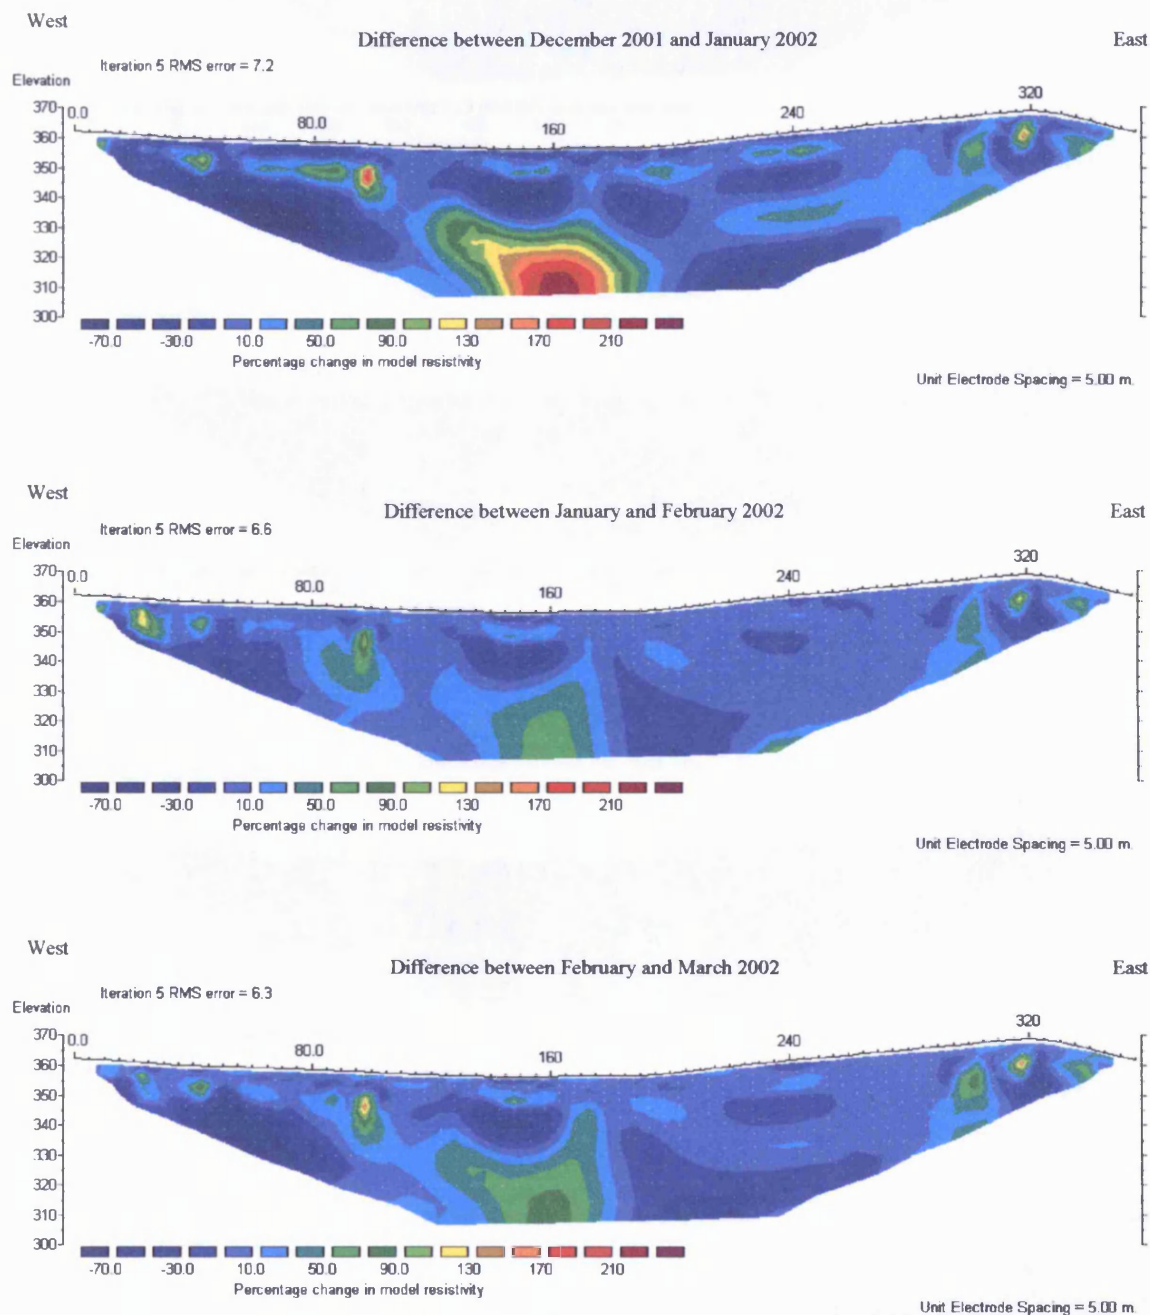 West
Difference between December 2001 and January 2002
East
Iteration 5 RMS error = 7.2
Elevation
370
360
350
340
330
320
310
300
0.0
80.0
160
240
320
-70.0 -30.0 10.0 50.0 90.0 130 170 210
Percentage change in model resistivity
Unit Electrode Spacing = 5.00 m.
West
Difference between January and February 2002
East
Iteration 5 RMS error = 6.6
Elevation
370
360
350
340
330
320
310
300
0.0
80.0
160
240
320
-70.0 -30.0 10.0 50.0 90.0 130 170 210
Percentage change in model resistivity
Unit Electrode Spacing = 5.00 m.
West
Difference between February and March 2002
East
Iteration 5 RMS error = 6.3
Elevation
370
360
350
340
330
320
310
300
0.0
80.0
160
240
320
-70.0 -30.0 10.0 50.0 90.0 130 170 210
Percentage change in model resistivity
Unit Electrode Spacing = 5.00 m.